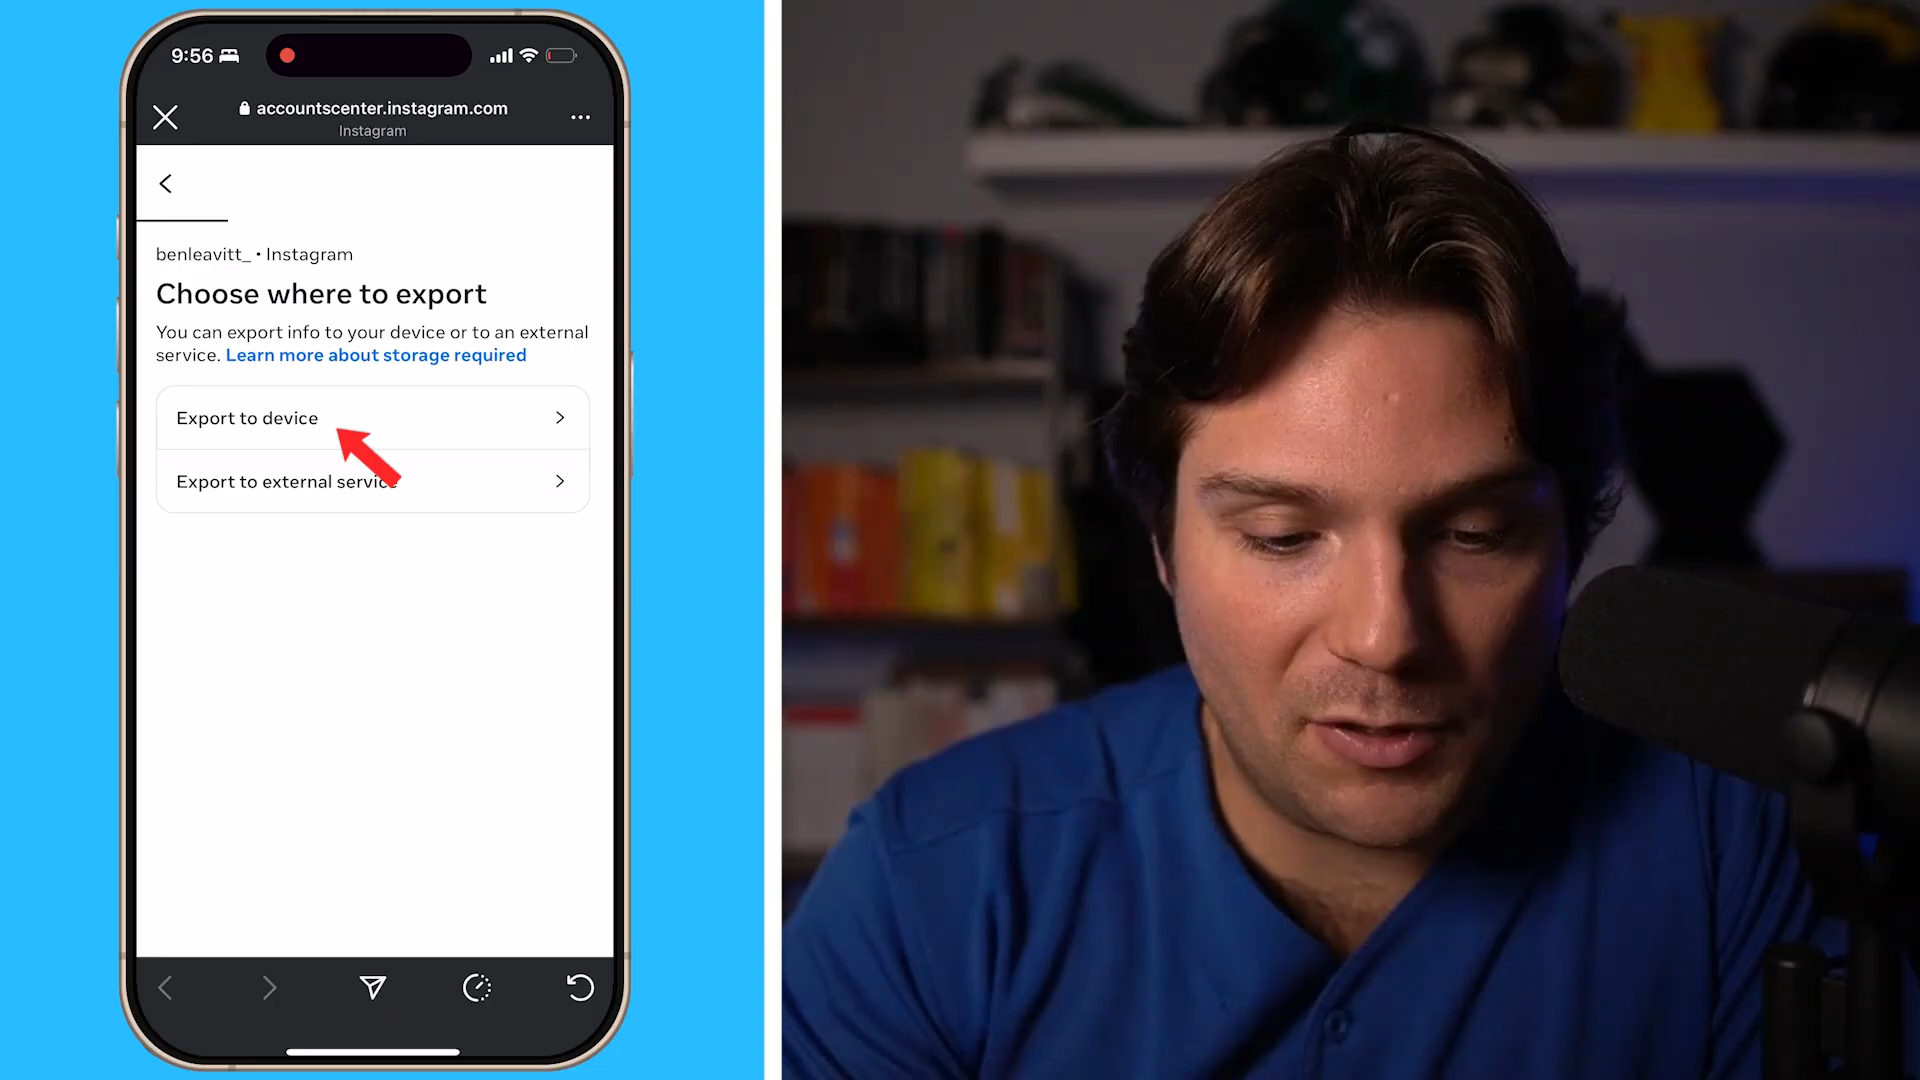 9:56
accountscenter.instagram.com
Instagram
benleavitt_ • Instagram
Choose where to export
You can export info to your device or to an external
service. Learn more about storage required
Export to device
Export to external service